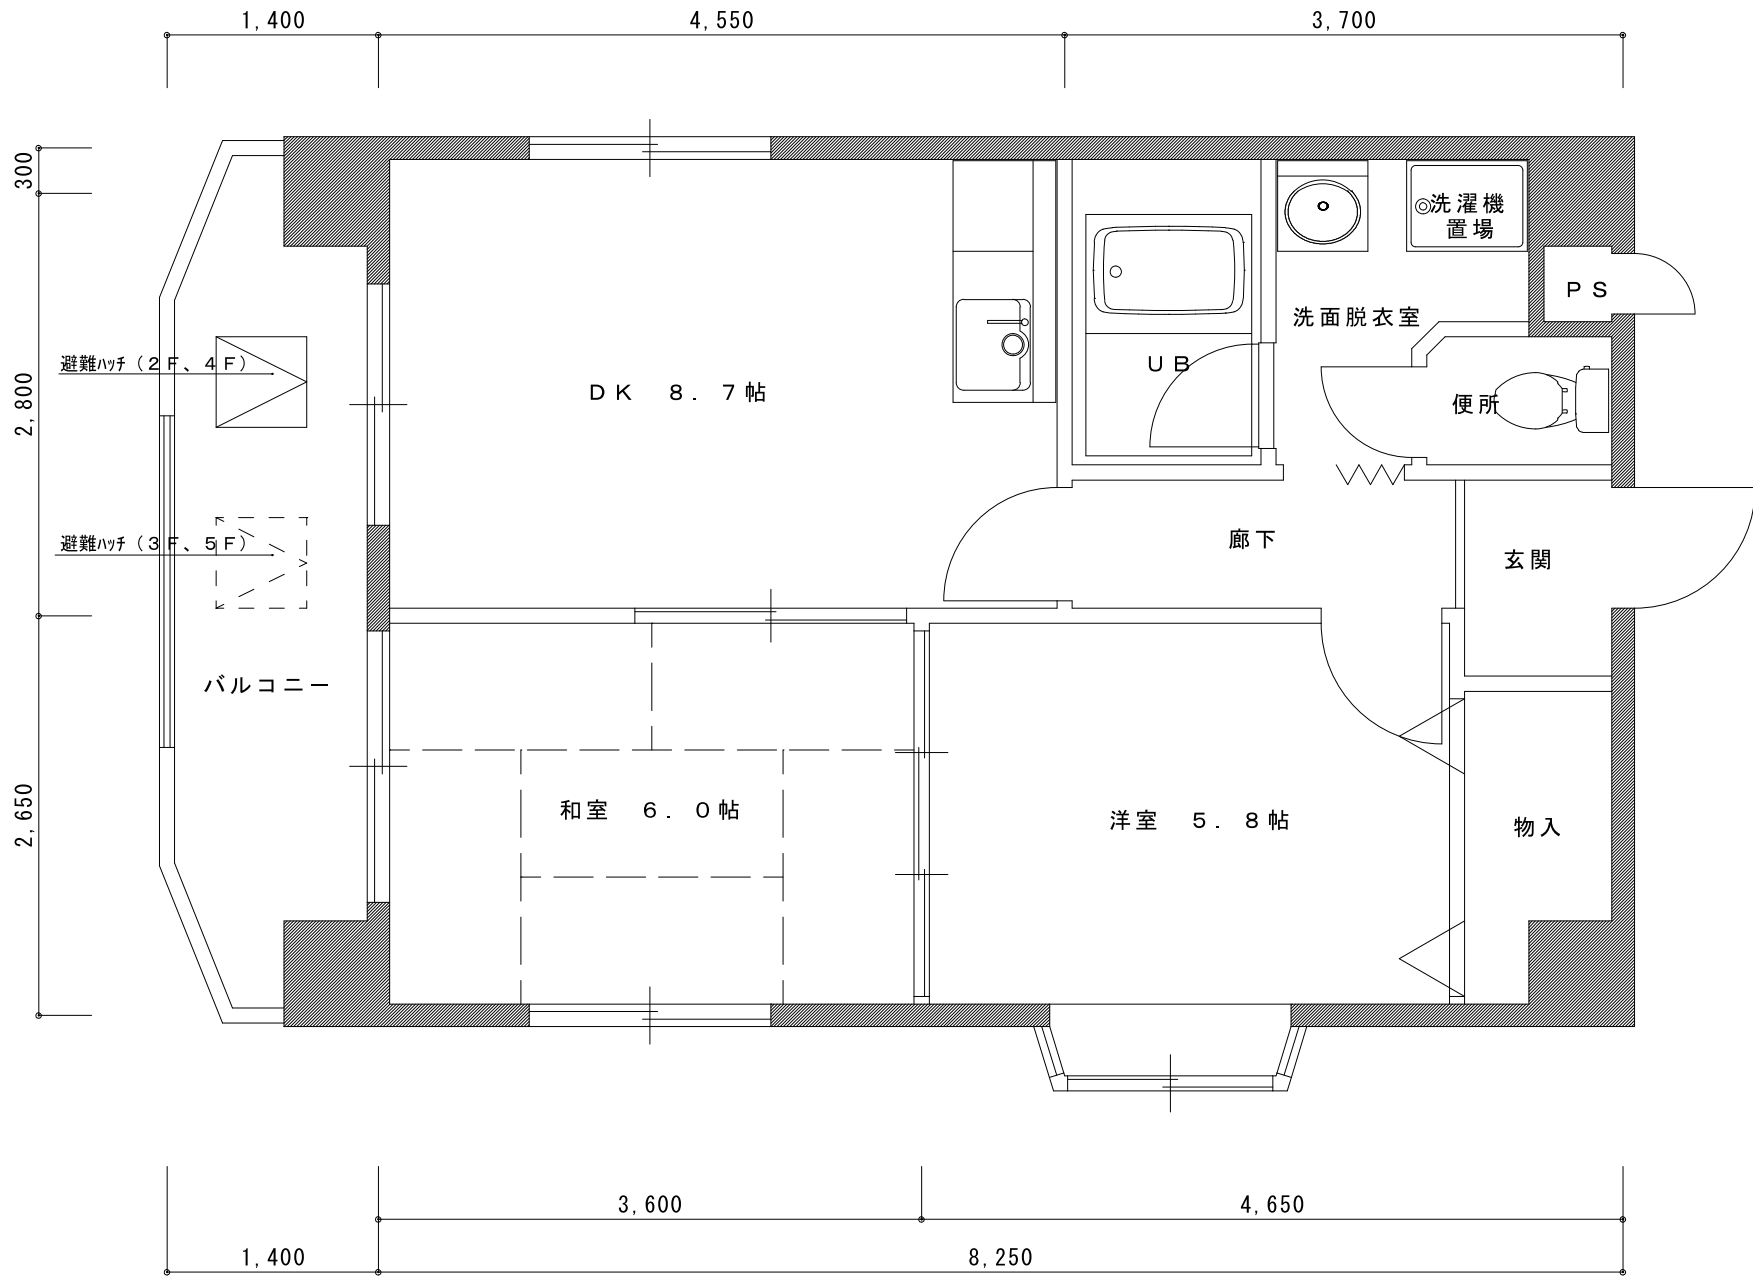 1,400
4,550
3,700
300
2,800
2,650
洗濯機
置場
PS
洗面脱衣室
UB
避難ハッチ(2F、4F)
DK 8.7帖
便所
避難ハッチ(3F、5F)
廊下
玄関
バルコニー
和室 6.0帖
洋室 5.8帖
物入
3,600
4,650
1,400
8,250